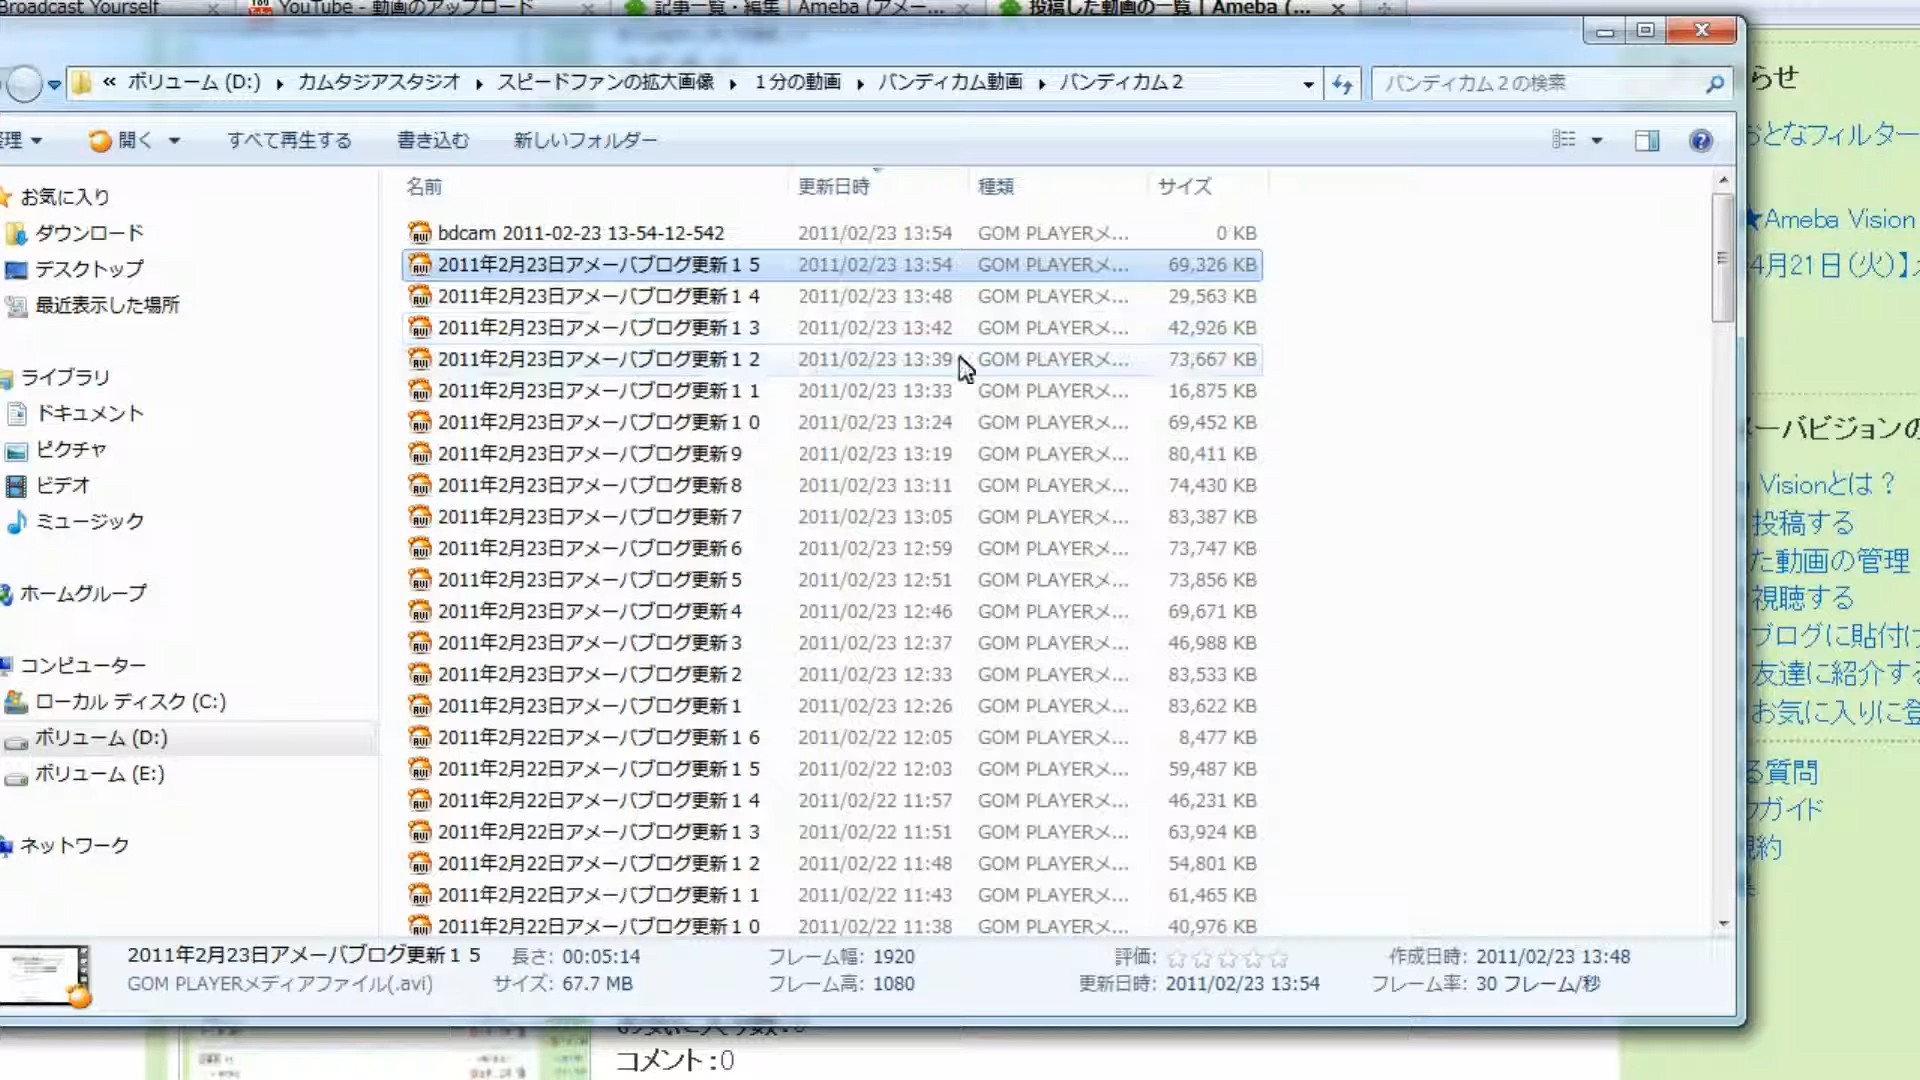 Broadcast Yourself
YouTube - 動画のアップロード
記事一覧・編集 | Ameba (アメー...
投稿した動画の一覧 | Ameba (...
« ボリューム (D:) ▸ カムタジアスタジオ ▸ スピードファンの拡大画像 ▸ 1分の動画 ▸ バンディカム動画 ▸ バンディカム2
バンディカム2の検索
開く
すべて再生する
書き込む
新しいフォルダー
お気に入り
ダウンロード
デスクトップ
最近表示した場所
ライブラリ
ドキュメント
ピクチャ
ビデオ
ミュージック
ホームグループ
コンピューター
ローカル ディスク (C:)
ボリューム (D:)
ボリューム (E:)
ネットワーク
名前 更新日時 種類 サイズ
bdcam 2011-02-23 13-54-12-542 2011/02/23 13:54 GOM PLAYERメ... 0 KB
2011年2月23日アメーバブログ更新15 2011/02/23 13:54 GOM PLAYERメ... 69,326 KB
2011年2月23日アメーバブログ更新14 2011/02/23 13:48 GOM PLAYERメ... 29,563 KB
2011年2月23日アメーバブログ更新13 2011/02/23 13:42 GOM PLAYERメ... 42,926 KB
2011年2月23日アメーバブログ更新12 2011/02/23 13:39 GOM PLAYERメ... 73,667 KB
2011年2月23日アメーバブログ更新11 2011/02/23 13:33 GOM PLAYERメ... 16,875 KB
2011年2月23日アメーバブログ更新10 2011/02/23 13:24 GOM PLAYERメ... 69,452 KB
2011年2月23日アメーバブログ更新9 2011/02/23 13:19 GOM PLAYERメ... 80,411 KB
2011年2月23日アメーバブログ更新8 2011/02/23 13:11 GOM PLAYERメ... 74,430 KB
2011年2月23日アメーバブログ更新7 2011/02/23 13:05 GOM PLAYERメ... 83,387 KB
2011年2月23日アメーバブログ更新6 2011/02/23 12:59 GOM PLAYERメ... 73,747 KB
2011年2月23日アメーバブログ更新5 2011/02/23 12:51 GOM PLAYERメ... 73,856 KB
2011年2月23日アメーバブログ更新4 2011/02/23 12:46 GOM PLAYERメ... 69,671 KB
2011年2月23日アメーバブログ更新3 2011/02/23 12:37 GOM PLAYERメ... 46,988 KB
2011年2月23日アメーバブログ更新2 2011/02/23 12:33 GOM PLAYERメ... 83,533 KB
2011年2月23日アメーバブログ更新1 2011/02/23 12:26 GOM PLAYERメ... 83,622 KB
2011年2月22日アメーバブログ更新16 2011/02/22 12:05 GOM PLAYERメ... 8,477 KB
2011年2月22日アメーバブログ更新15 2011/02/22 12:03 GOM PLAYERメ... 59,487 KB
2011年2月22日アメーバブログ更新14 2011/02/22 11:57 GOM PLAYERメ... 46,231 KB
2011年2月22日アメーバブログ更新13 2011/02/22 11:51 GOM PLAYERメ... 63,924 KB
2011年2月22日アメーバブログ更新12 2011/02/22 11:48 GOM PLAYERメ... 54,801 KB
2011年2月22日アメーバブログ更新11 2011/02/22 11:43 GOM PLAYERメ... 61,465 KB
2011年2月22日アメーバブログ更新10 2011/02/22 11:38 GOM PLAYERメ... 40,976 KB
2011年2月23日アメーバブログ更新15 長さ: 00:05:14 フレーム幅: 1920 評価: ☆☆☆☆☆ 作成日時: 2011/02/23 13:48
GOM PLAYERメディアファイル(.avi) サイズ: 67.7 MB フレーム高: 1080 更新日時: 2011/02/23 13:54 フレーム率: 30 フレーム/秒
コメント:0
らせ
おとなフィルター
★Ameba Vision
4月21日(火)】
ーバビジョンの
Visionとは?
投稿する
た動画の管理
視聴する
ブログに貼付け
友達に紹介する
お気に入りに登
る質問
ガイド
規約